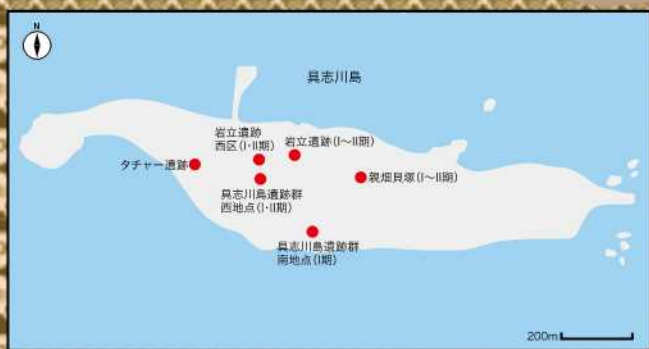 N
具志川島
岩立遺跡
西区(I・II期)
岩立遺跡(I〜II期)
タチャー遺跡
親畑貝塚(I〜II期)
具志川島遺跡群
西地点(I・II期)
具志川島遺跡群
南地点(I期)
200m